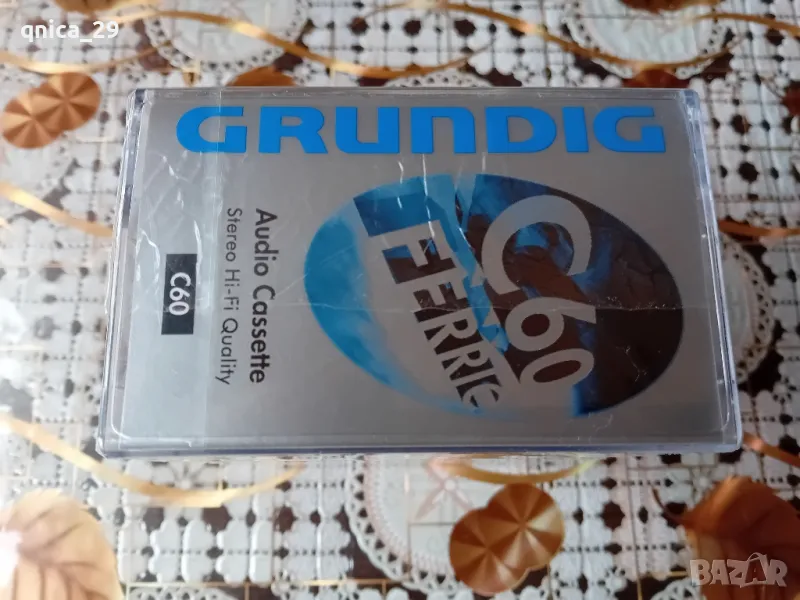 qnica_29
GRUNDIG
C60
FERRIC
Audio Cassette
Stereo Hi-Fi Quality
C60
BAZAR